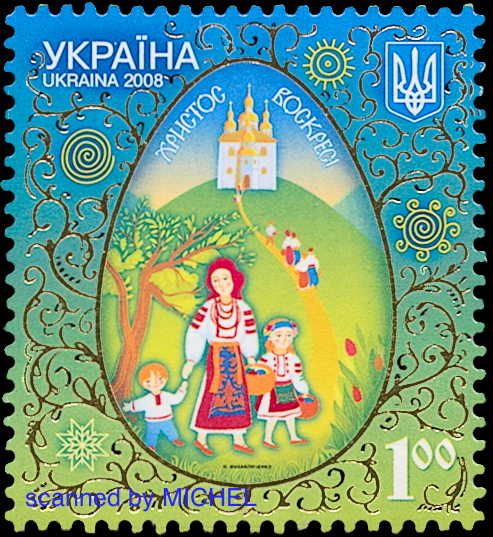 УКРАЇНА
UKRAINA 2008
ХРИСТОС ВОСКРЕС!
1.00
scanned by MICHEL